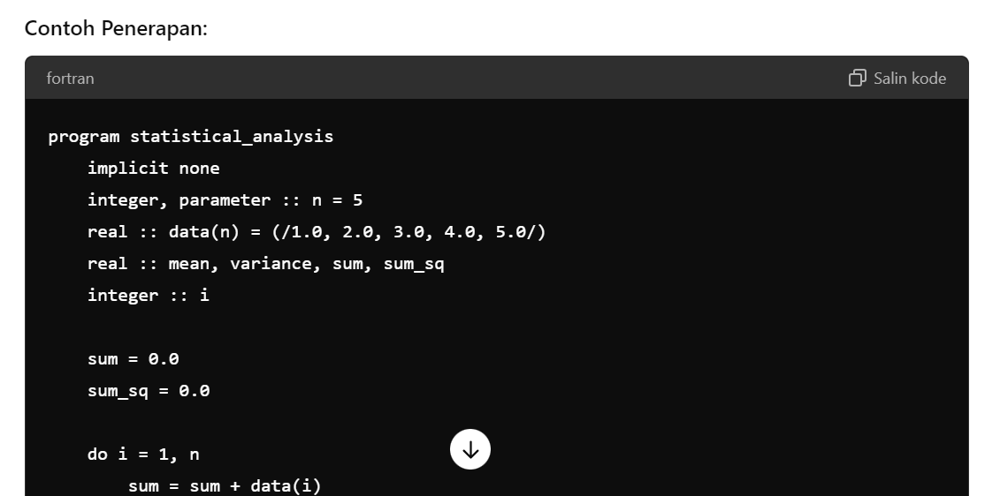 Contoh Penerapan:
fortran
Salin kode
program statistical_analysis
    implicit none
    integer, parameter :: n = 5
    real :: data(n) = (/1.0, 2.0, 3.0, 4.0, 5.0/)
    real :: mean, variance, sum, sum_sq
    integer :: i
    sum = 0.0
    sum_sq = 0.0
    do i = 1, n
        sum = sum + data(i)